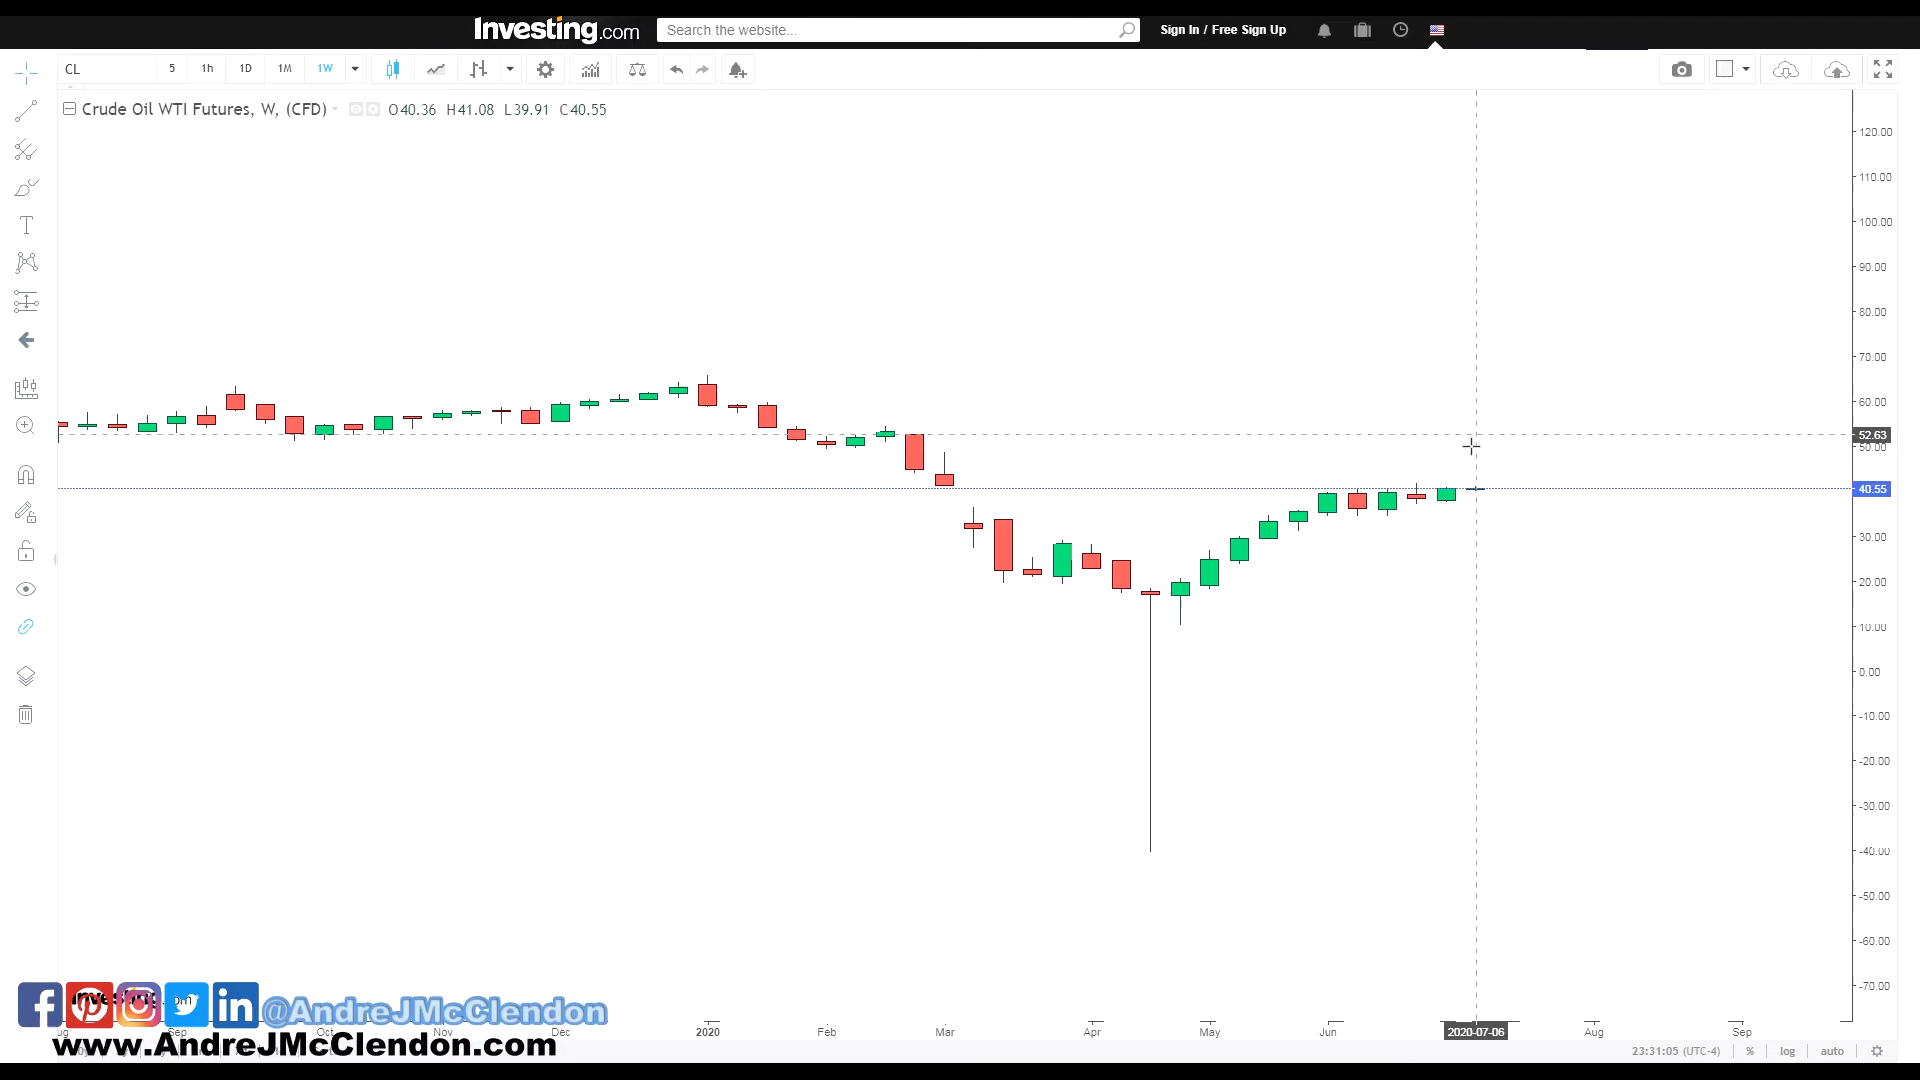 Investing.com
Search the website...
Sign In / Free Sign Up
CL 5 1h 1D 1M 1W
Crude Oil WTI Futures, W, (CFD) O40.36 H41.08 L39.91 C40.55
120.00
110.00
100.00
90.00
80.00
70.00
60.00
52.63
50.00
40.55
30.00
20.00
10.00
0.00
-10.00
-20.00
-30.00
-40.00
-50.00
-60.00
-70.00
@AndreJMcClendon
Sep Oct Nov Dec 2020 Feb Mar Apr May Jun 2020-07-06 Aug Sep
www.AndreJMcClendon.com
23:31:05 (UTC-4) % log auto